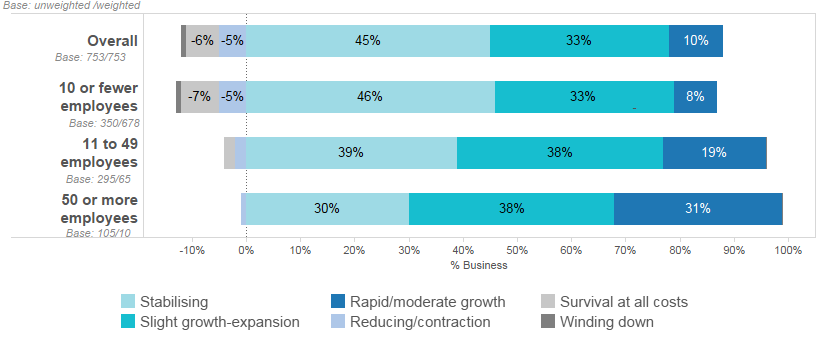 Base: unweighted /weighted
Overall
Base: 753/753
-6% -5% 45% 33% 10%
10 or fewer
employees
Base: 350/678
-7% -5% 46% 33% 8%
11 to 49
employees
Base: 295/65
39% 38% 19%
50 or more
employees
Base: 105/10
30% 38% 31%
-10% 0% 10% 20% 30% 40% 50% 60% 70% 80% 90% 100%
% Business
Stabilising Rapid/moderate growth Survival at all costs
Slight growth-expansion Reducing/contraction Winding down